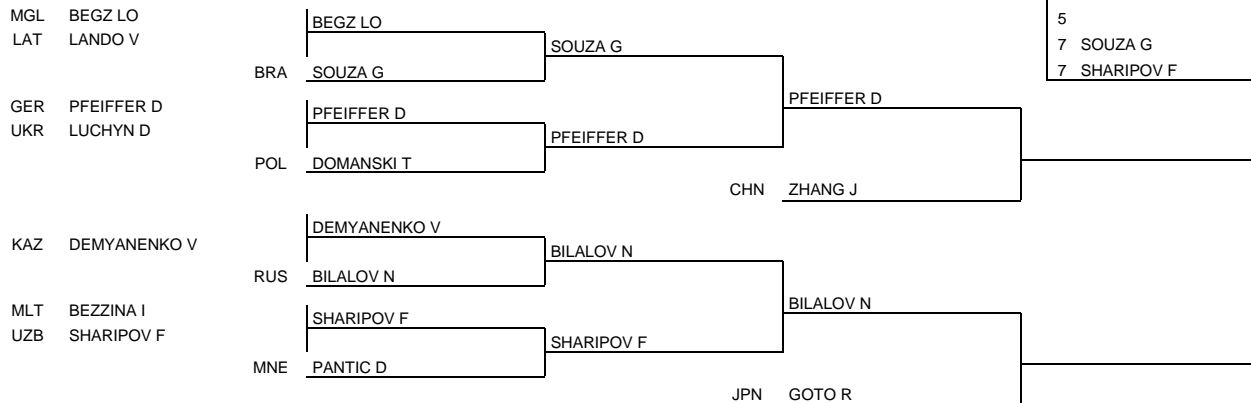 MGL BEGZ LO BEGZ LO 5
LAT LANDO V SOUZA G 7 SOUZA G
BRA SOUZA G 7 SHARIPOV F
GER PFEIFFER D PFEIFFER D PFEIFFER D
UKR LUCHYN D PFEIFFER D
POL DOMANSKI T
CHN ZHANG J
KAZ DEMYANENKO V DEMYANENKO V BILALOV N
RUS BILALOV N
MLT BEZZINA I SHARIPOV F BILALOV N
UZB SHARIPOV F SHARIPOV F
MNE PANTIC D
JPN GOTO R